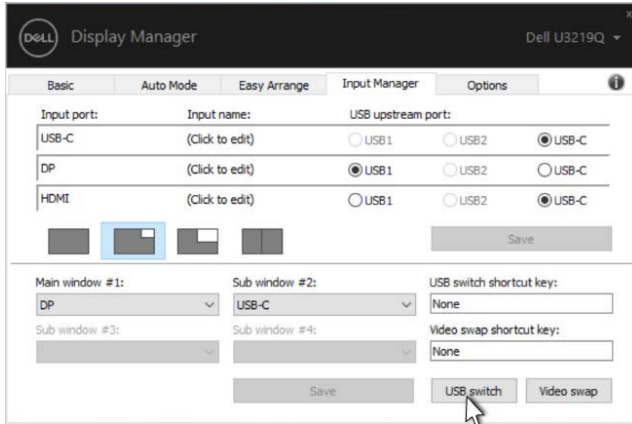 DELL Display Manager Dell U3219Q
Basic Auto Mode Easy Arrange Input Manager Options
Input port: Input name: USB upstream port:
USB-C (Click to edit) USB1 USB2 USB-C
DP (Click to edit) USB1 USB2 USB-C
HDMI (Click to edit) USB1 USB2 USB-C
Save
Main window #1: Sub window #2: USB switch shortcut key:
DP USB-C None
Sub window #3: Sub window #4: Video swap shortcut key:
None
Save USB switch Video swap